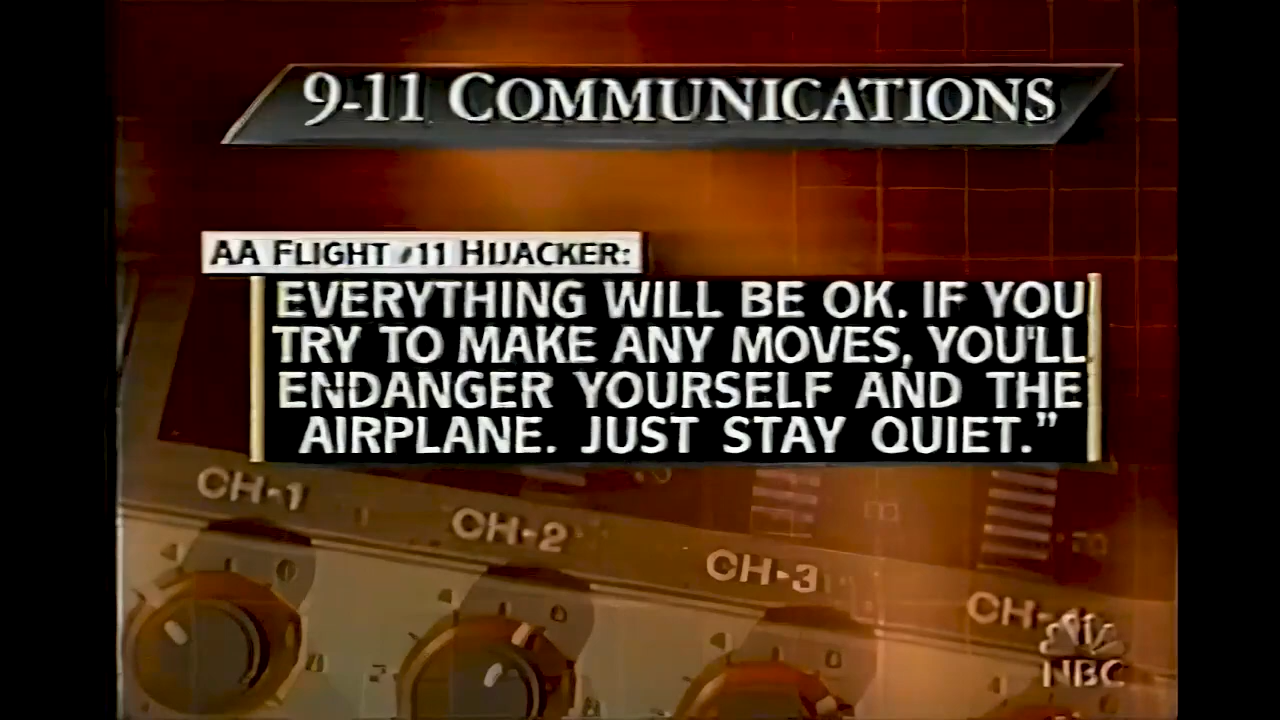 9-11 COMMUNICATIONS
AA FLIGHT #11 HIJACKER:
EVERYTHING WILL BE OK. IF YOU
TRY TO MAKE ANY MOVES, YOU'LL
ENDANGER YOURSELF AND THE
AIRPLANE. JUST STAY QUIET.”
CH-1
CH-2
CH-3
CH-
NBC